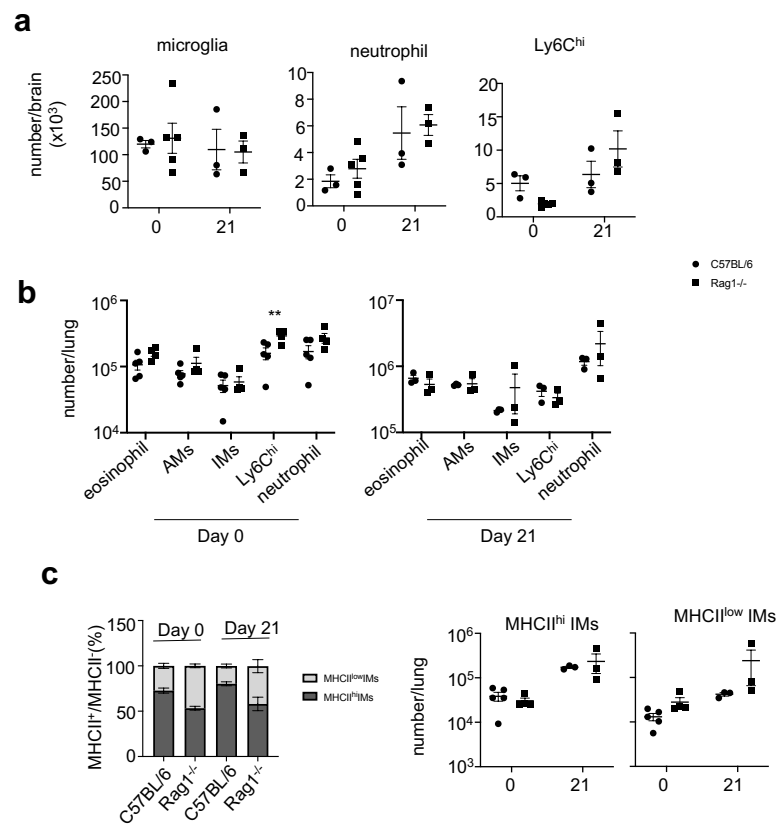 a
microglia
neutrophil
Ly6Chi
number/brain
(x10³)
250
200
150
100
50
0
0
21
10
8
6
4
2
0
0
21
20
15
10
5
0
0
21
C57BL/6
Rag1-/-
b
number/lung
10⁶
10⁵
10⁴
**
eosinophil
AMs
IMs
Ly6Chi
neutrophil
Day 0
10⁷
10⁶
10⁵
eosinophil
AMs
IMs
Ly6Chi
neutrophil
Day 21
c
MHCII⁺/MHCII⁻(%)
150
100
50
0
Day 0
Day 21
C57BL/6
Rag1⁻/⁻
C57BL/6
Rag1⁻/⁻
MHCIIlowIMs
MHCIIhiIMs
MHCIIhi IMs
MHCIIlow IMs
number/lung
10⁶
10⁵
10⁴
10³
0
21
0
21